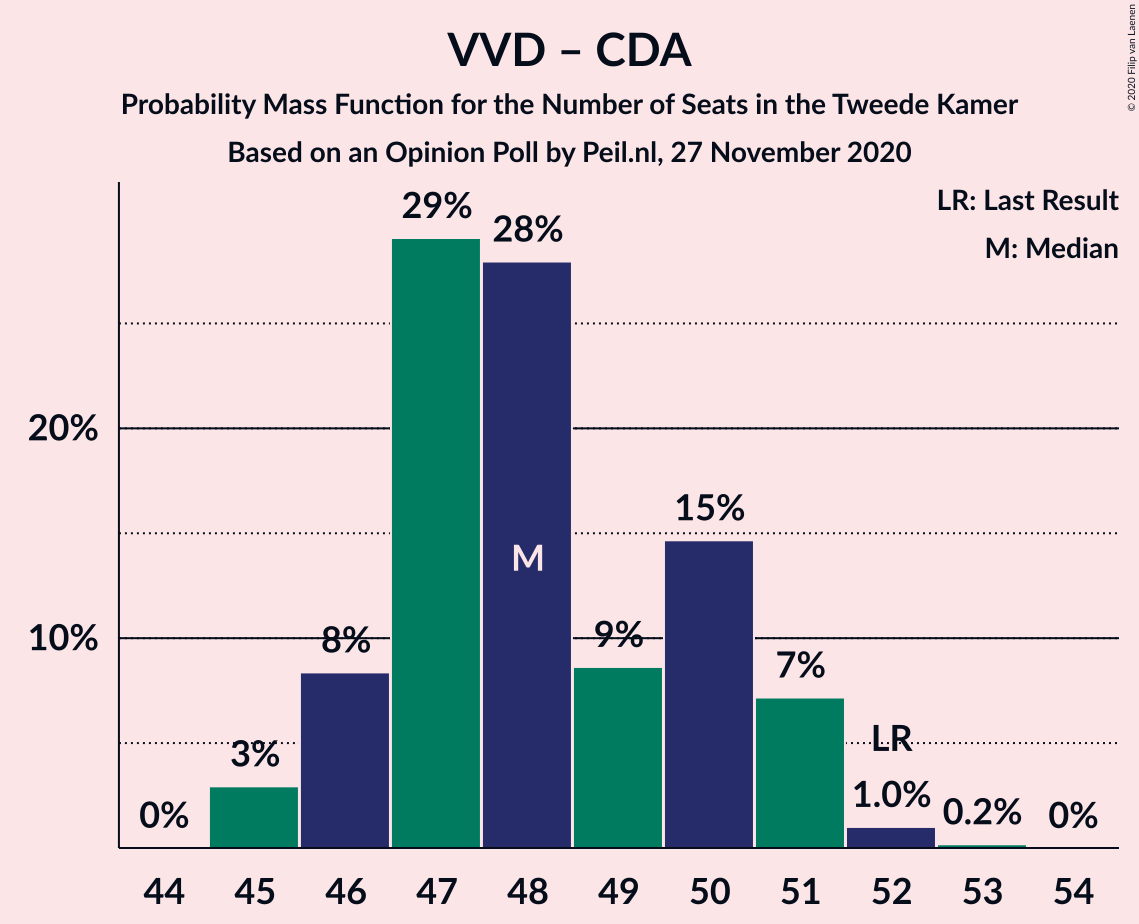 VVD – CDA
Probability Mass Function for the Number of Seats in the Tweede Kamer
Based on an Opinion Poll by Peil.nl, 27 November 2020
© 2020 Filip van Laenen
LR: Last Result
M: Median
20%
10%
0%
3%
8%
29%
28%
M
9%
15%
7%
LR
1.0%
0.2%
0%
44 45 46 47 48 49 50 51 52 53 54